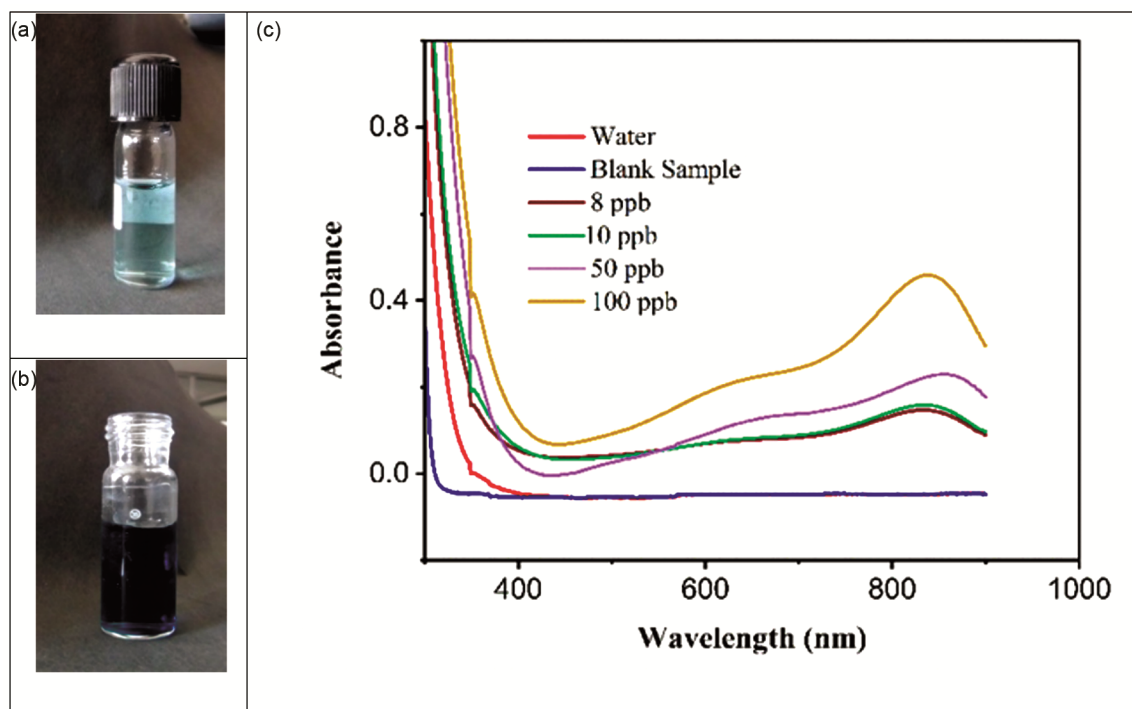 (a)
(b)
(c)
Absorbance
0.8
0.4
0.0
Water
Blank Sample
8 ppb
10 ppb
50 ppb
100 ppb
400
600
800
1000
Wavelength (nm)